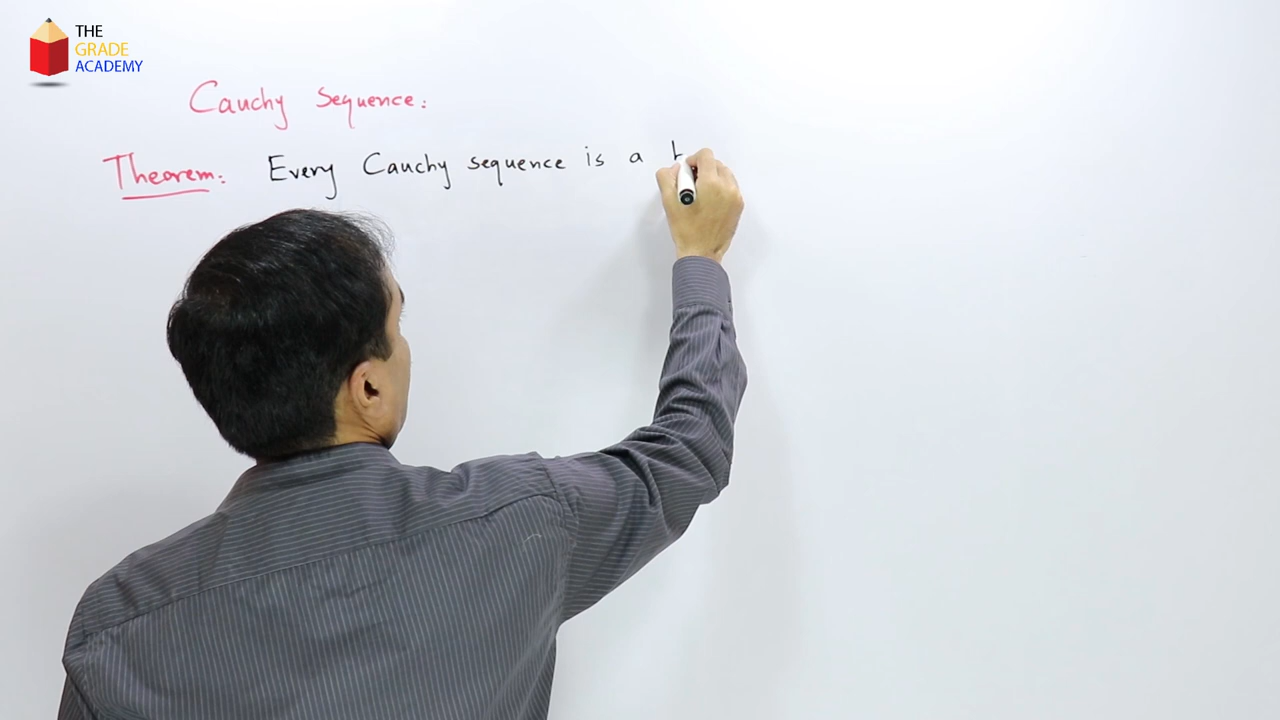 THE
GRADE
ACADEMY
Cauchy Sequence:
Theorem: Every Cauchy sequence is a